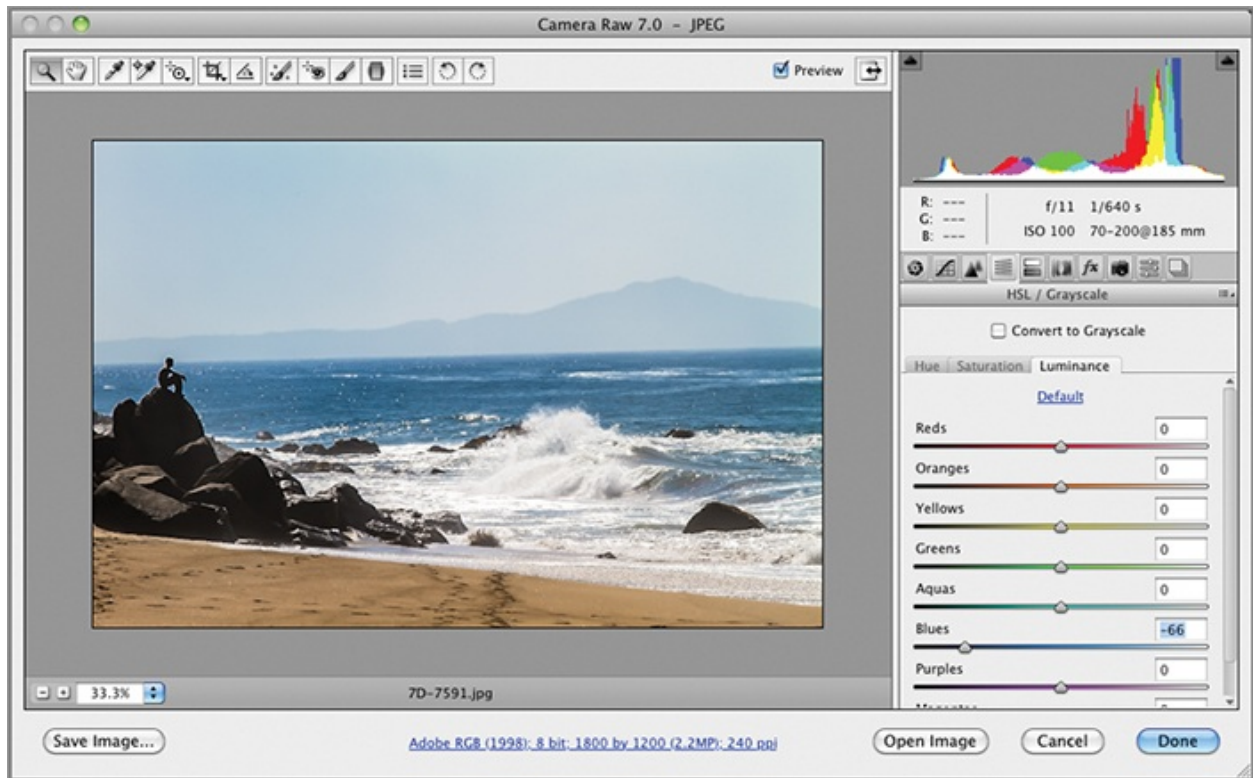 Camera Raw 7.0 – JPEG
Preview
R: ---
G: ---
B: ---
f/11 1/640 s
ISO 100 70-200@185 mm
fx
HSL / Grayscale
Convert to Grayscale
Hue Saturation Luminance
Default
Reds 0
Oranges 0
Yellows 0
Greens 0
Aquas 0
Blues -66
Purples 0
33.3% 7D-7591.jpg
Save Image... Adobe RGB (1998); 8 bit; 1800 by 1200 (2.2MP); 240 ppi Open Image Cancel Done